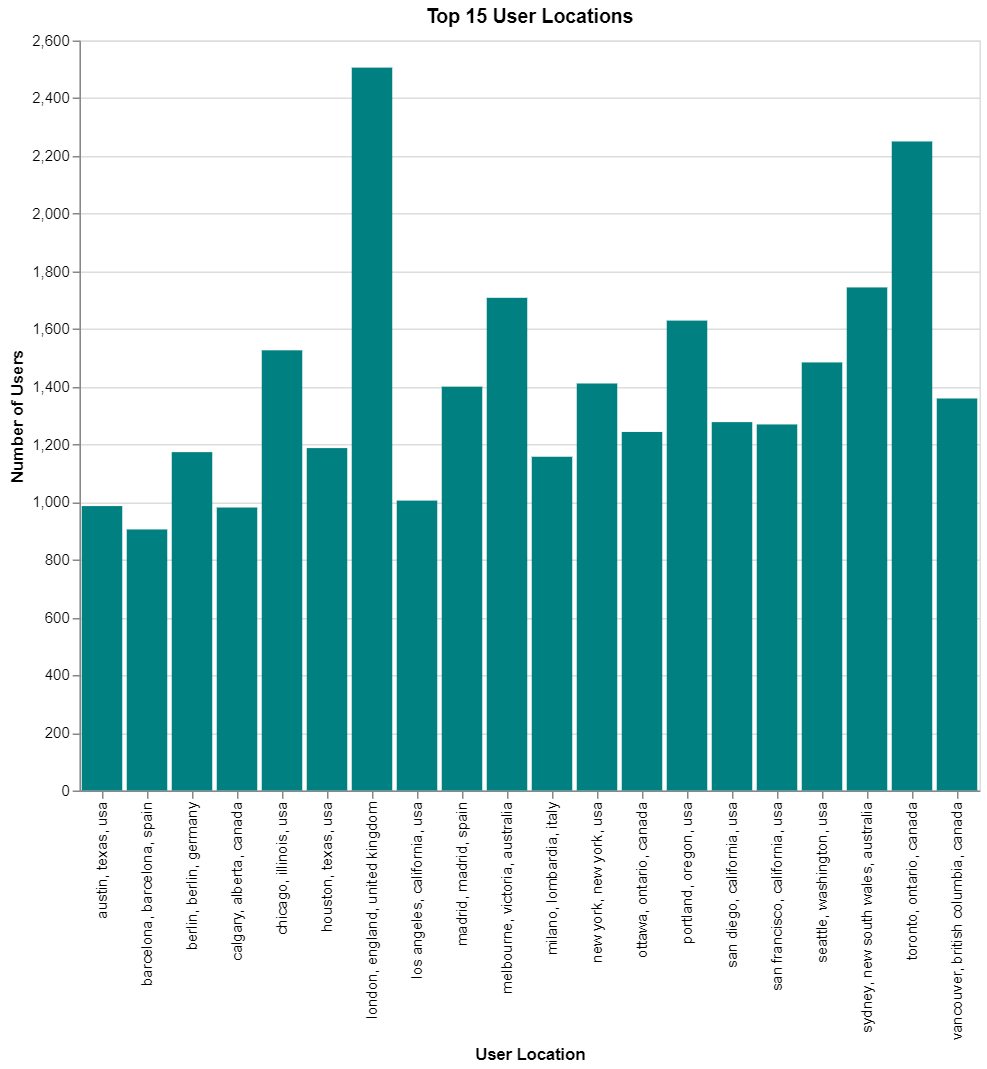 Top 15 User Locations
Number of Users
2,600
2,400
2,200
2,000
1,800
1,600
1,400
1,200
1,000
800
600
400
200
0
austin, texas, usa
barcelona, barcelona, spain
berlin, berlin, germany
calgary, alberta, canada
chicago, illinois, usa
houston, texas, usa
london, england, united kingdom
los angeles, california, usa
madrid, madrid, spain
melbourne, victoria, australia
milano, lombardia, italy
new york, new york, usa
ottawa, ontario, canada
portland, oregon, usa
san diego, california, usa
san francisco, california, usa
seattle, washington, usa
sydney, new south wales, australia
toronto, ontario, canada
vancouver, british columbia, canada
User Location